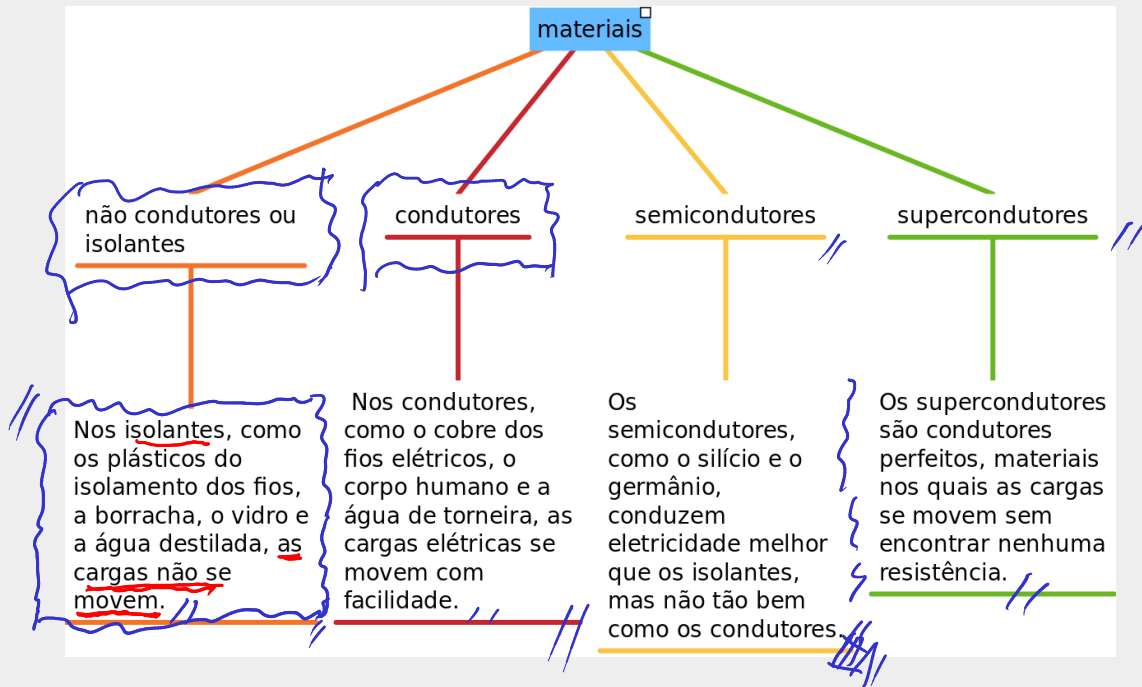 materiais
não condutores ou
isolantes
condutores
semicondutores
supercondutores
Nos isolantes, como
os plásticos do
isolamento dos fios,
a borracha, o vidro e
a água destilada, as
cargas não se
movem.
Nos condutores,
como o cobre dos
fios elétricos, o
corpo humano e a
água de torneira, as
cargas elétricas se
movem com
facilidade.
Os
semicondutores,
como o silício e o
germânio,
conduzem
eletricidade melhor
que os isolantes,
mas não tão bem
como os condutores.
Os supercondutores
são condutores
perfeitos, materiais
nos quais as cargas
se movem sem
encontrar nenhuma
resistência.